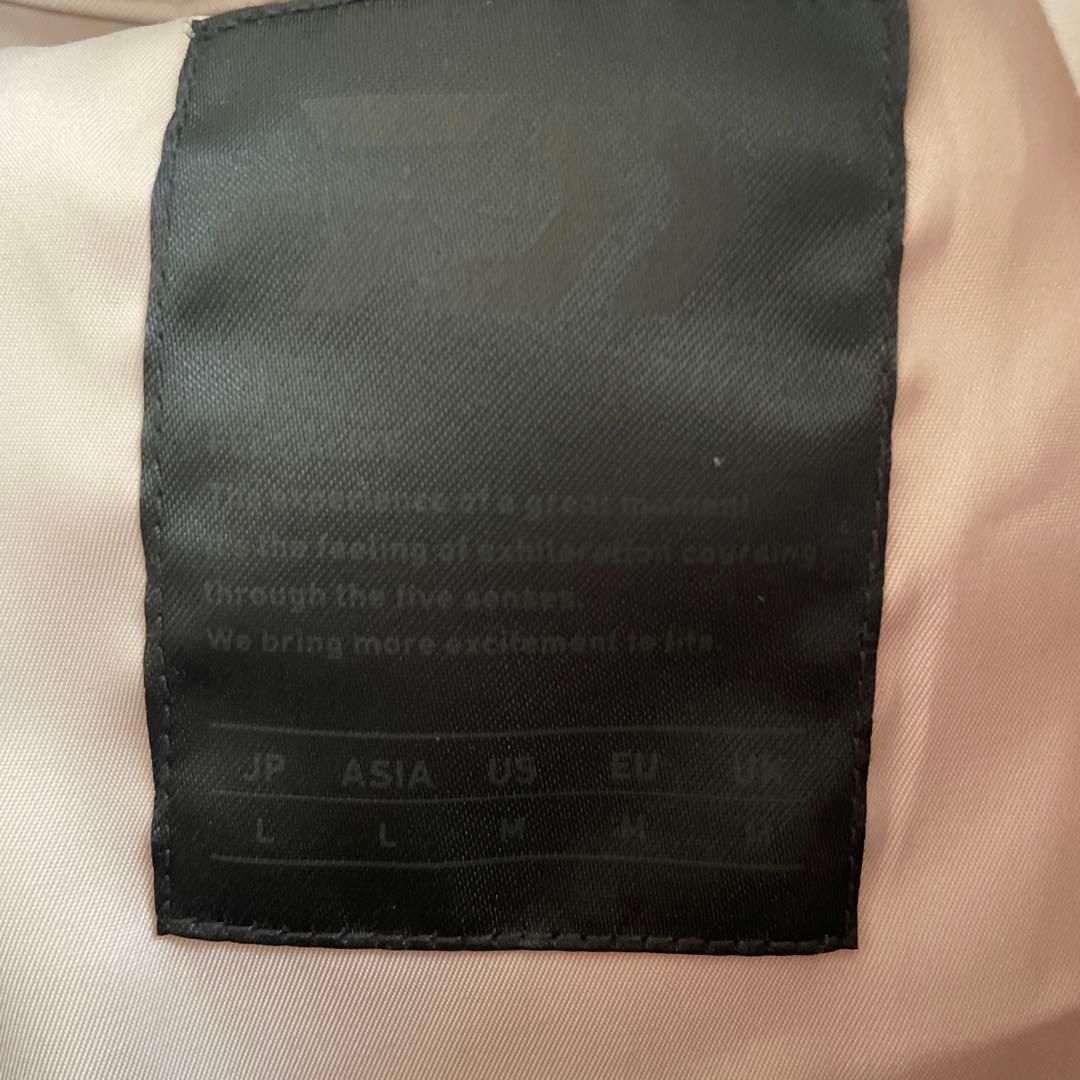 The experience of a great moment
It's the feeling of exhilaration coursing
through the five senses.
We bring more excitement to life.
JP ASIA US EU UK
L L M M M